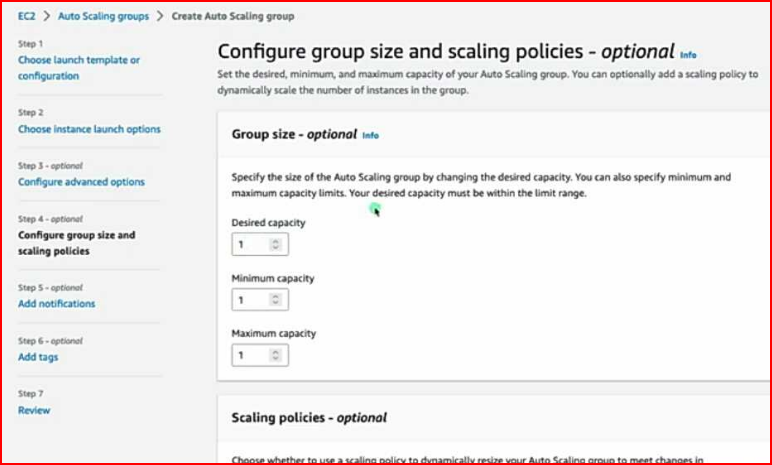 EC2 > Auto Scaling groups > Create Auto Scaling group
Step 1
Choose launch template or
configuration
Step 2
Choose instance launch options
Step 3 - optional
Configure advanced options
Step 4 - optional
Configure group size and
scaling policies
Step 5 - optional
Add notifications
Step 6 - optional
Add tags
Step 7
Review
Configure group size and scaling policies - optional Info
Set the desired, minimum, and maximum capacity of your Auto Scaling group. You can optionally add a scaling policy to
dynamically scale the number of instances in the group.
Group size - optional Info
Specify the size of the Auto Scaling group by changing the desired capacity. You can also specify minimum and
maximum capacity limits. Your desired capacity must be within the limit range.
Desired capacity
1
Minimum capacity
1
Maximum capacity
1
Scaling policies - optional
Choose whether to use a scaling policy to dynamically resize your Auto Scaling group to meet changes in